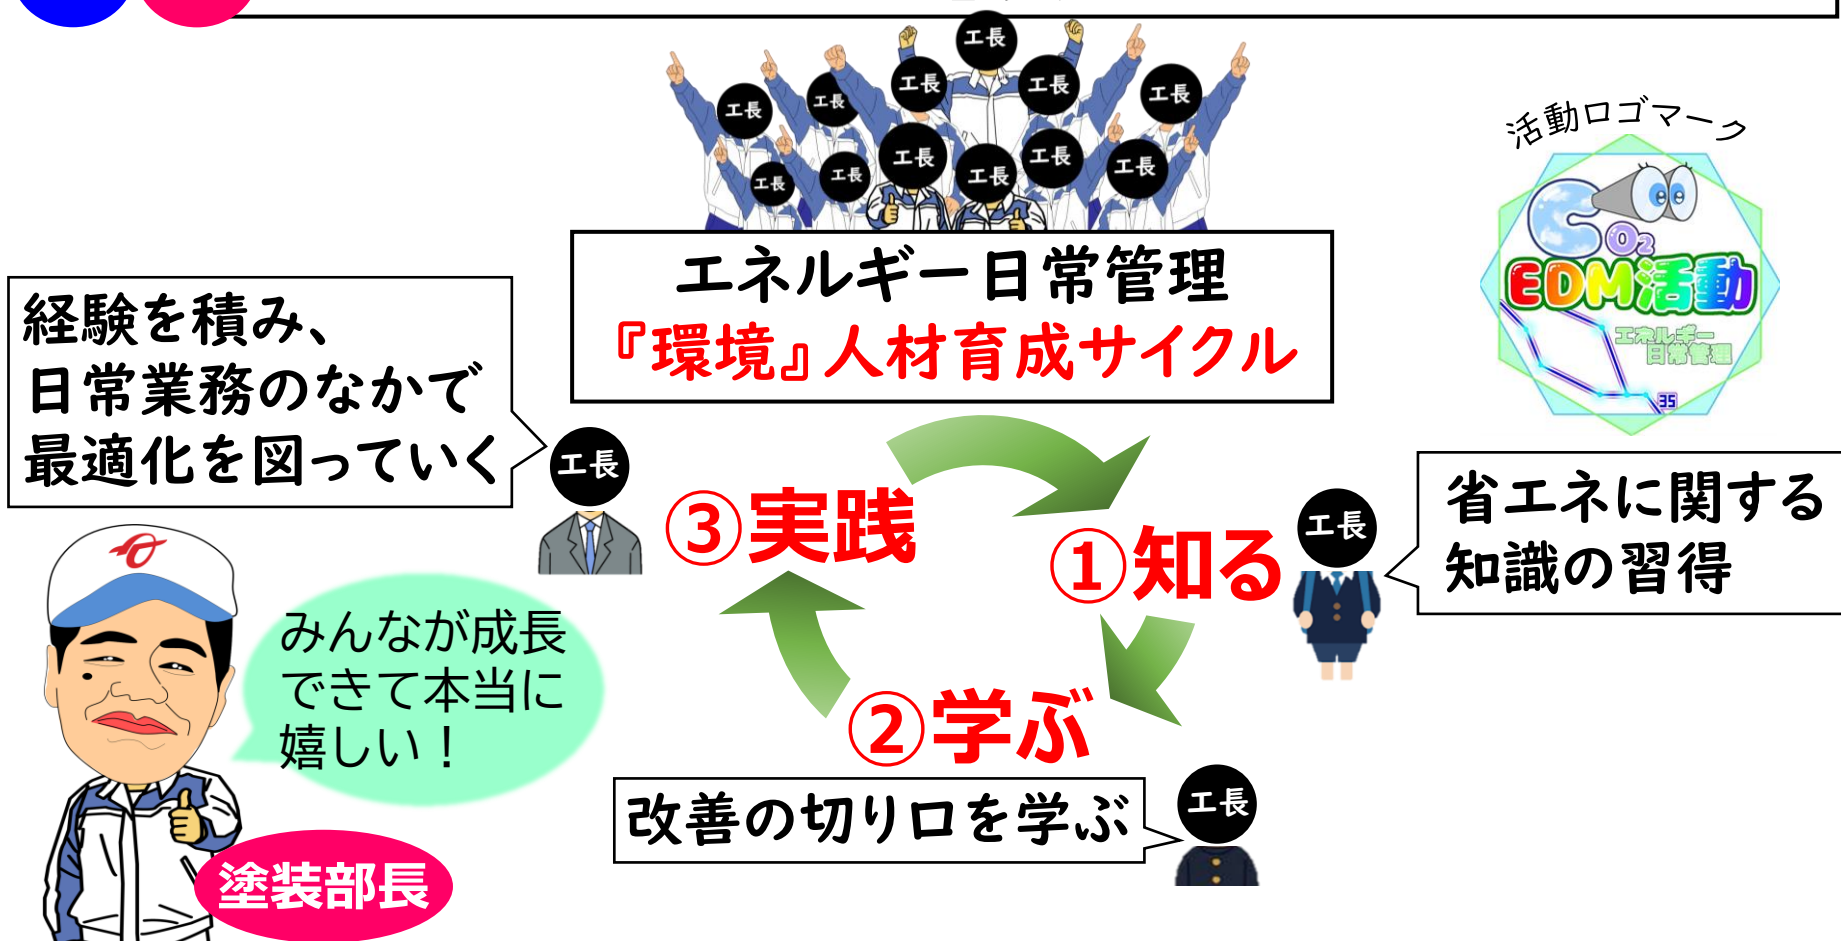 工長
工長
工長
工長
工長
工長
工長
工長
工長
工長
工長
工長
活動ロゴマーク
CO2
EDM活動
エネルギー
日常管理
35
エネルギー日常管理
『環境』人材育成サイクル
経験を積み、
日常業務のなかで
最適化を図っていく
工長
③実践
①知る
工長
省エネに関する
知識の習得
みんなが成長
できて本当に
嬉しい！
②学ぶ
改善の切り口を学ぶ
工長
塗装部長